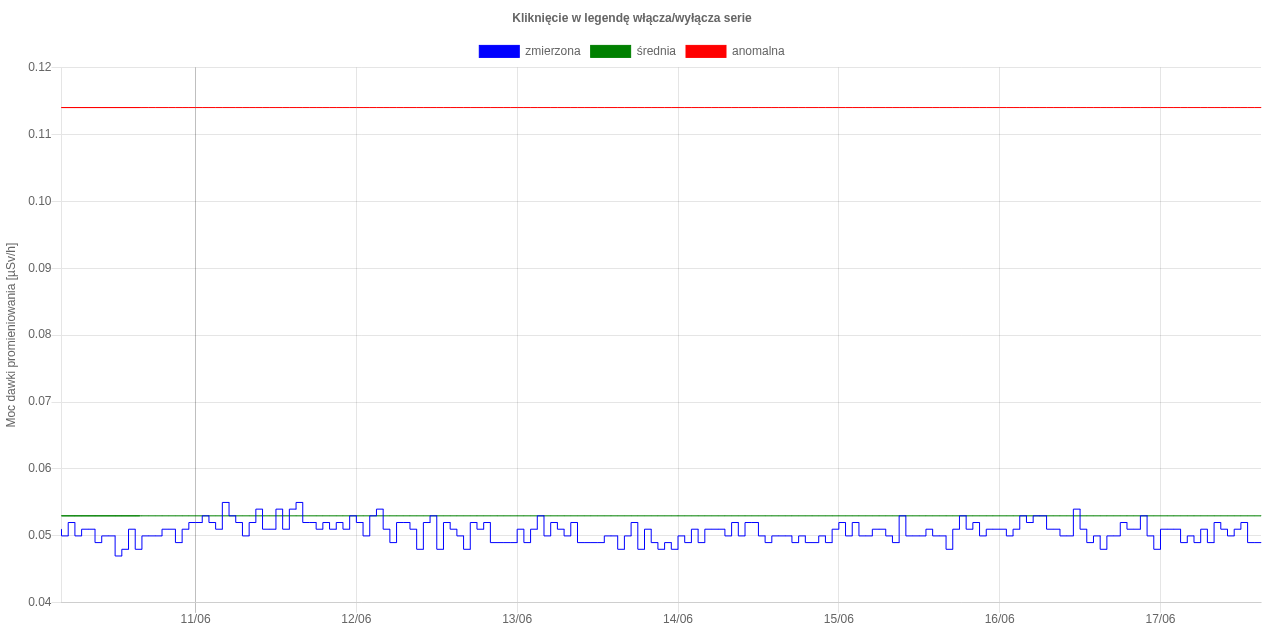 Kliknięcie w legendę włącza/wyłącza serie
zmierzona średnia anomalna
Moc dawki promieniowania [µSv/h]
0.12
0.11
0.10
0.09
0.08
0.07
0.06
0.05
0.04
11/06 12/06 13/06 14/06 15/06 16/06 17/06